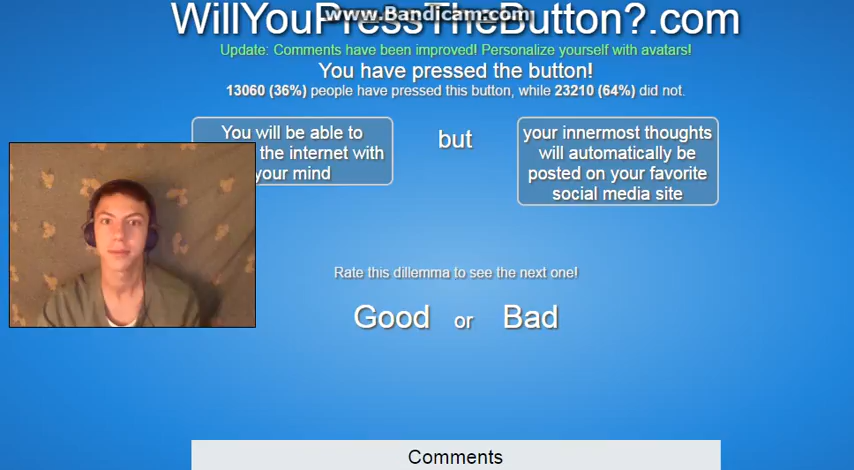 WillYouPressTheButton?.com
www.Bandicam.com
Update: Comments have been improved! Personalize yourself with avatars!
You have pressed the button!
13060 (36%) people have pressed this button, while 23210 (64%) did not.
You will be able to
the internet with
your mind
but
your innermost thoughts
will automatically be
posted on your favorite
social media site
Rate this dillemma to see the next one!
Good or Bad
Comments